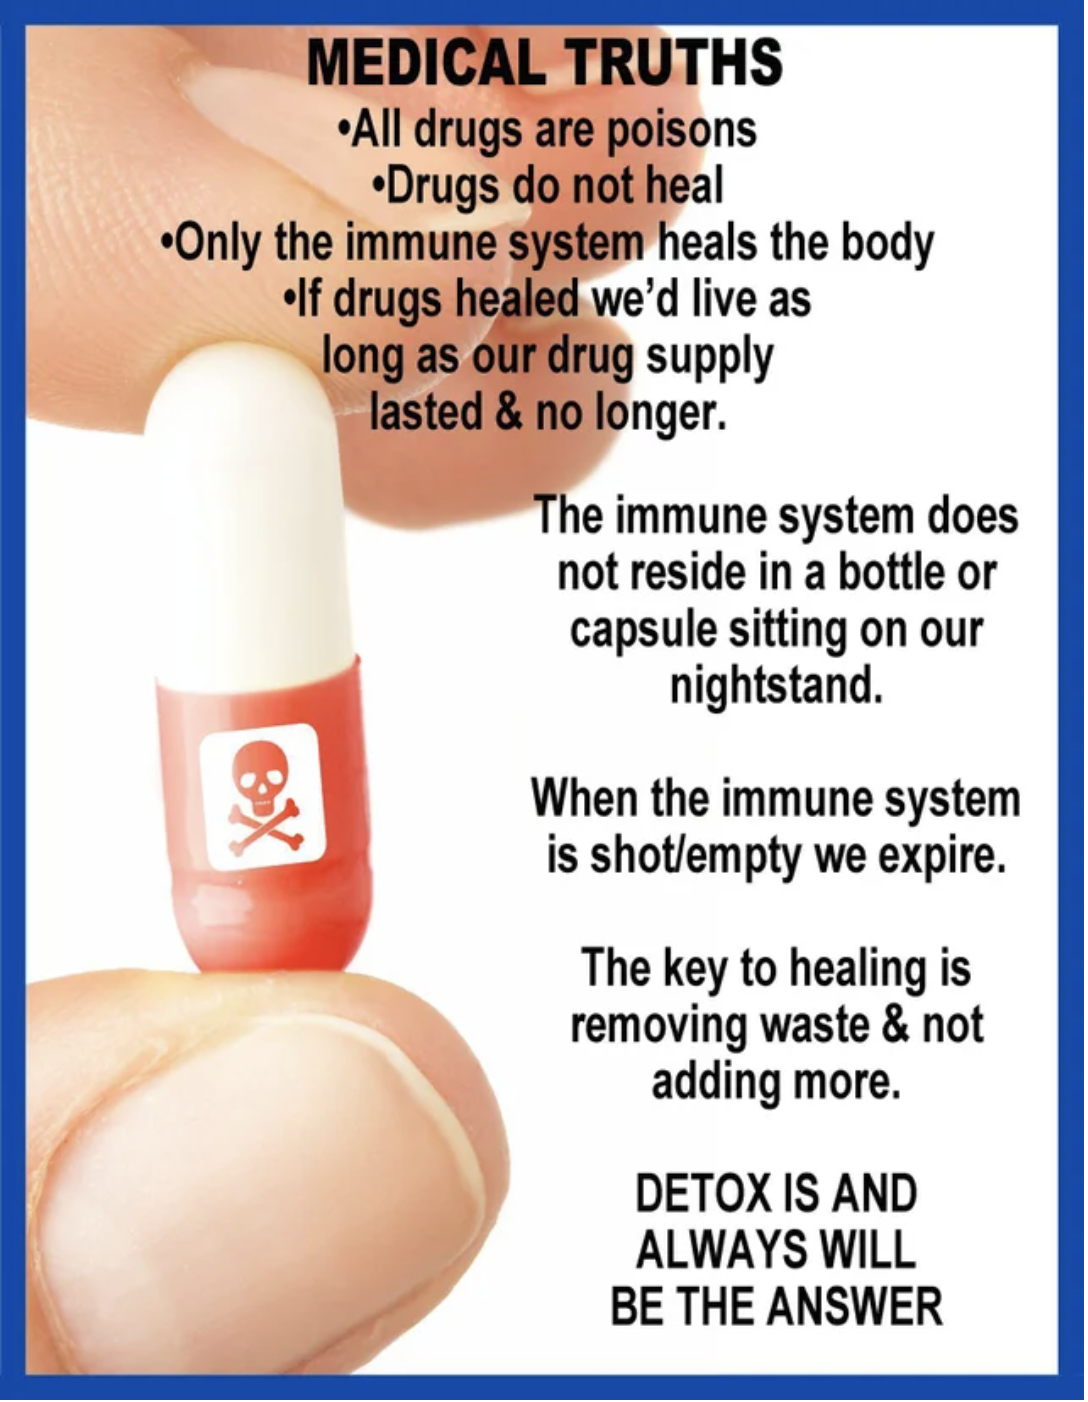 MEDICAL TRUTHS
•All drugs are poisons
•Drugs do not heal
•Only the immune system heals the body
•If drugs healed we'd live as
long as our drug supply
lasted & no longer.
The immune system does
not reside in a bottle or
capsule sitting on our
nightstand.
When the immune system
is shot/empty we expire.
The key to healing is
removing waste & not
adding more.
DETOX IS AND
ALWAYS WILL
BE THE ANSWER